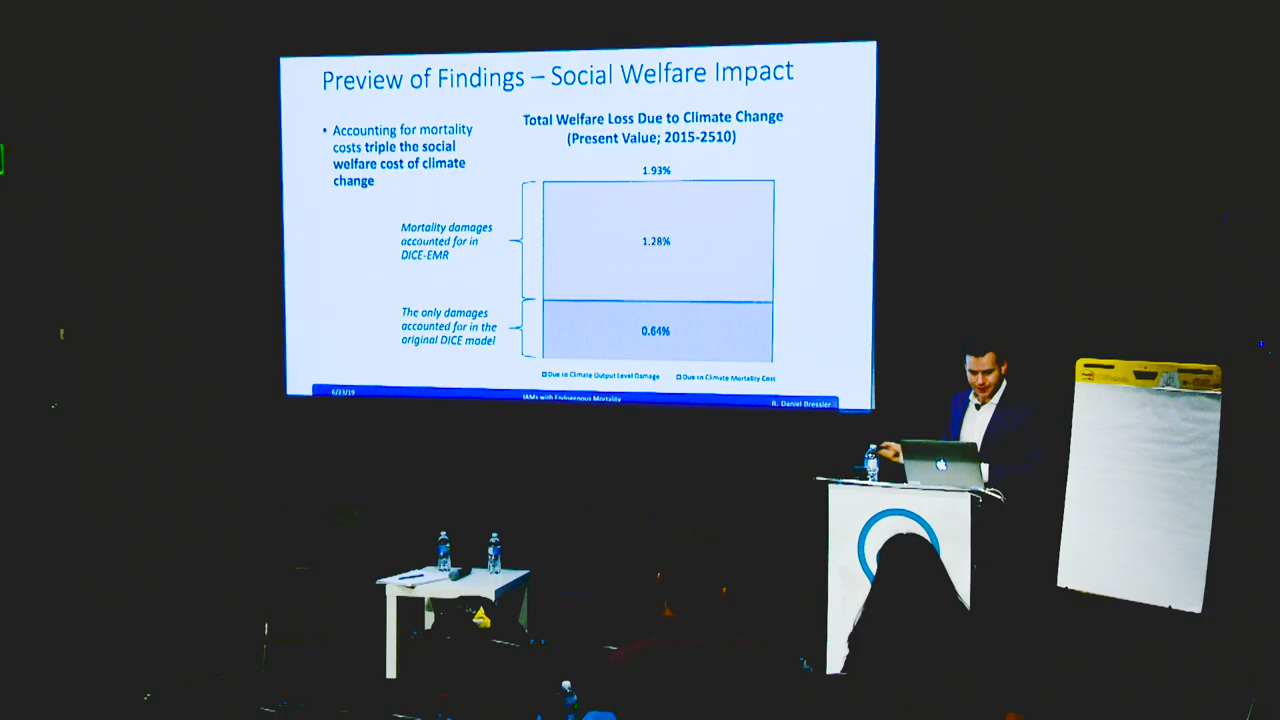 Preview of Findings – Social Welfare Impact
• Accounting for mortality
costs triple the social
welfare cost of climate
change
Total Welfare Loss Due to Climate Change
(Present Value; 2015-2510)
1.93%
Mortality damages
accounted for in
DICE-EMR
1.28%
The only damages
accounted for in the
original DICE model
0.64%
Due to Climate Output Level Damage
Due to Climate Mortality Cost
6/23/19
IAMs with Endogenous Mortality
R. Daniel Bressler